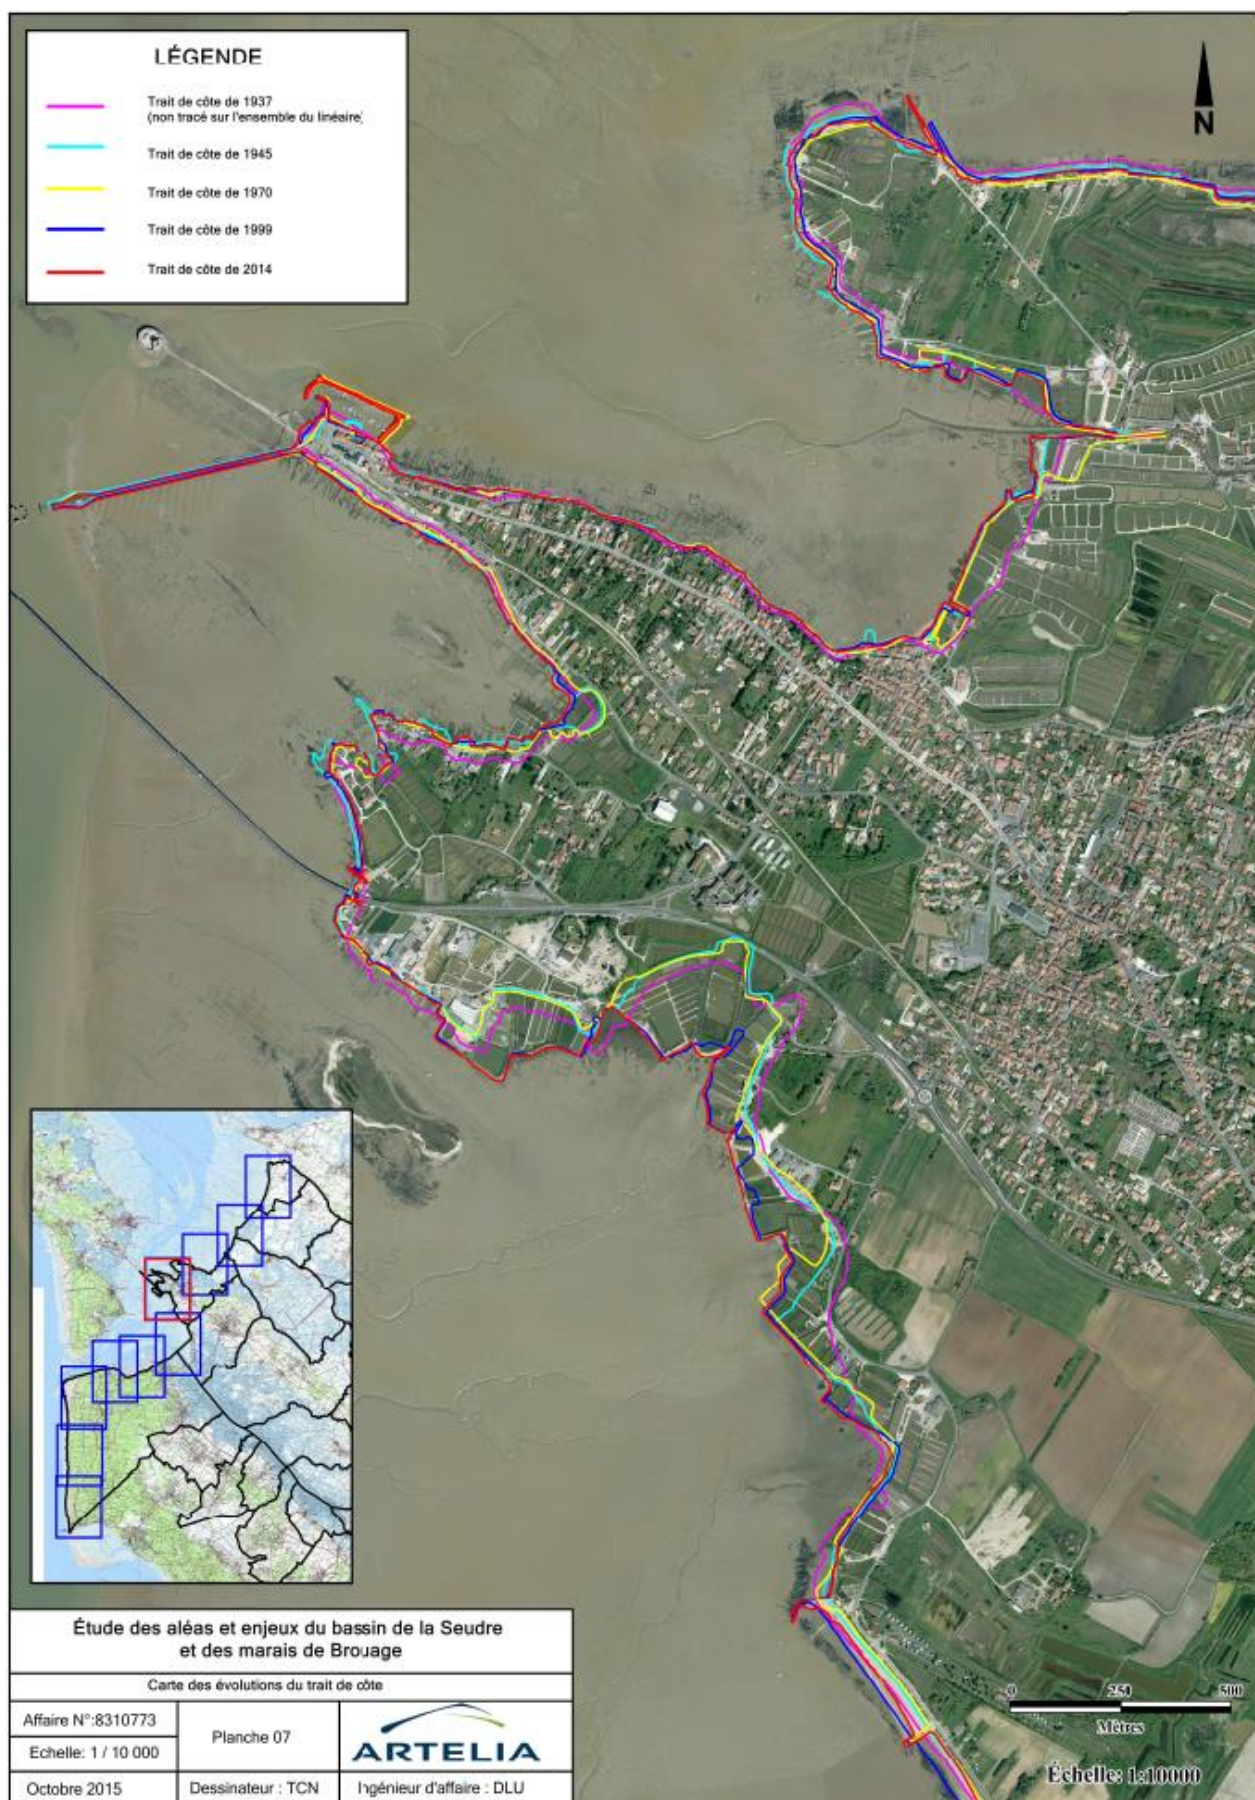 LÉGENDE
Trait de côte de 1937
(non tracé sur l'ensemble du linéaire)
Trait de côte de 1945
Trait de côte de 1970
Trait de côte de 1999
Trait de côte de 2014
N
Étude des aléas et enjeux du bassin de la Seudre
et des marais de Brouage
Carte des évolutions du trait de côte
Affaire N°:8310773
Echelle: 1 / 10 000
Planche 07
ARTELIA
Octobre 2015
Dessinateur : TCN
Ingénieur d'affaire : DLU
0 250 500
Mètres
Échelle: 1:10000